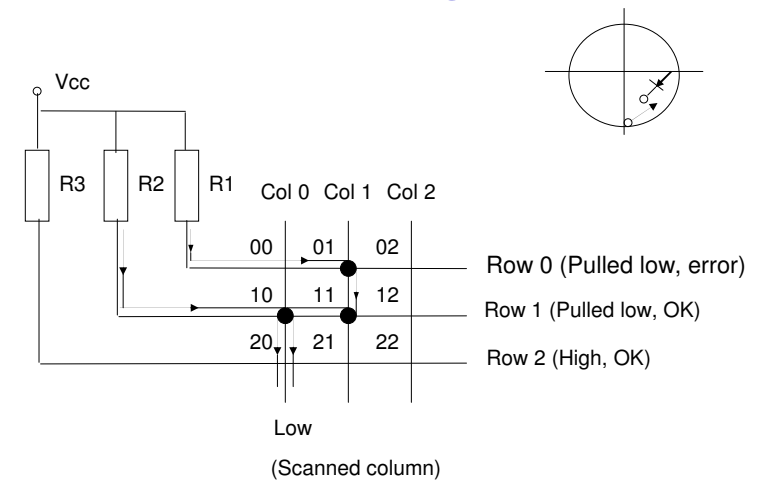 Vcc
R3 R2 R1
Col 0 Col 1 Col 2
00 01 02
Row 0 (Pulled low, error)
10 11 12
Row 1 (Pulled low, OK)
20 21 22
Row 2 (High, OK)
Low
(Scanned column)